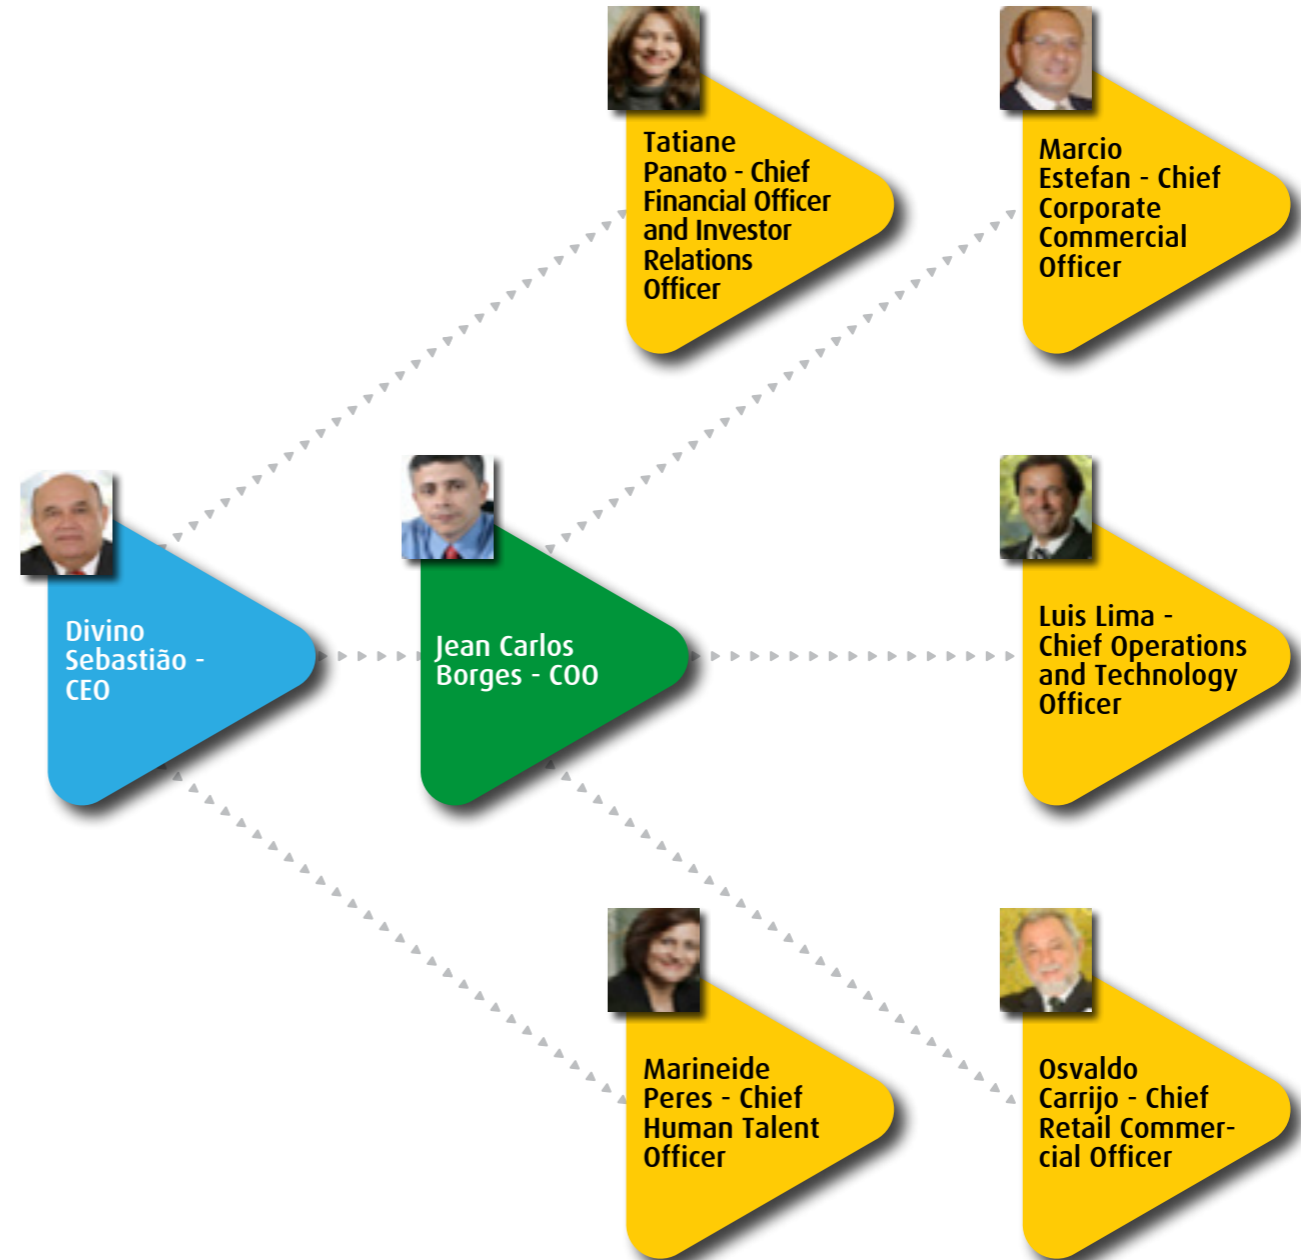 Tatiane
Panato - Chief
Financial Officer
and Investor
Relations
Officer
Marcio
Estefan - Chief
Corporate
Commercial
Officer
Divino
Sebastião -
CEO
Jean Carlos
Borges - COO
Luis Lima -
Chief Operations
and Technology
Officer
Marineide
Peres - Chief
Human Talent
Officer
Osvaldo
Carrijo - Chief
Retail Commer-
cial Officer